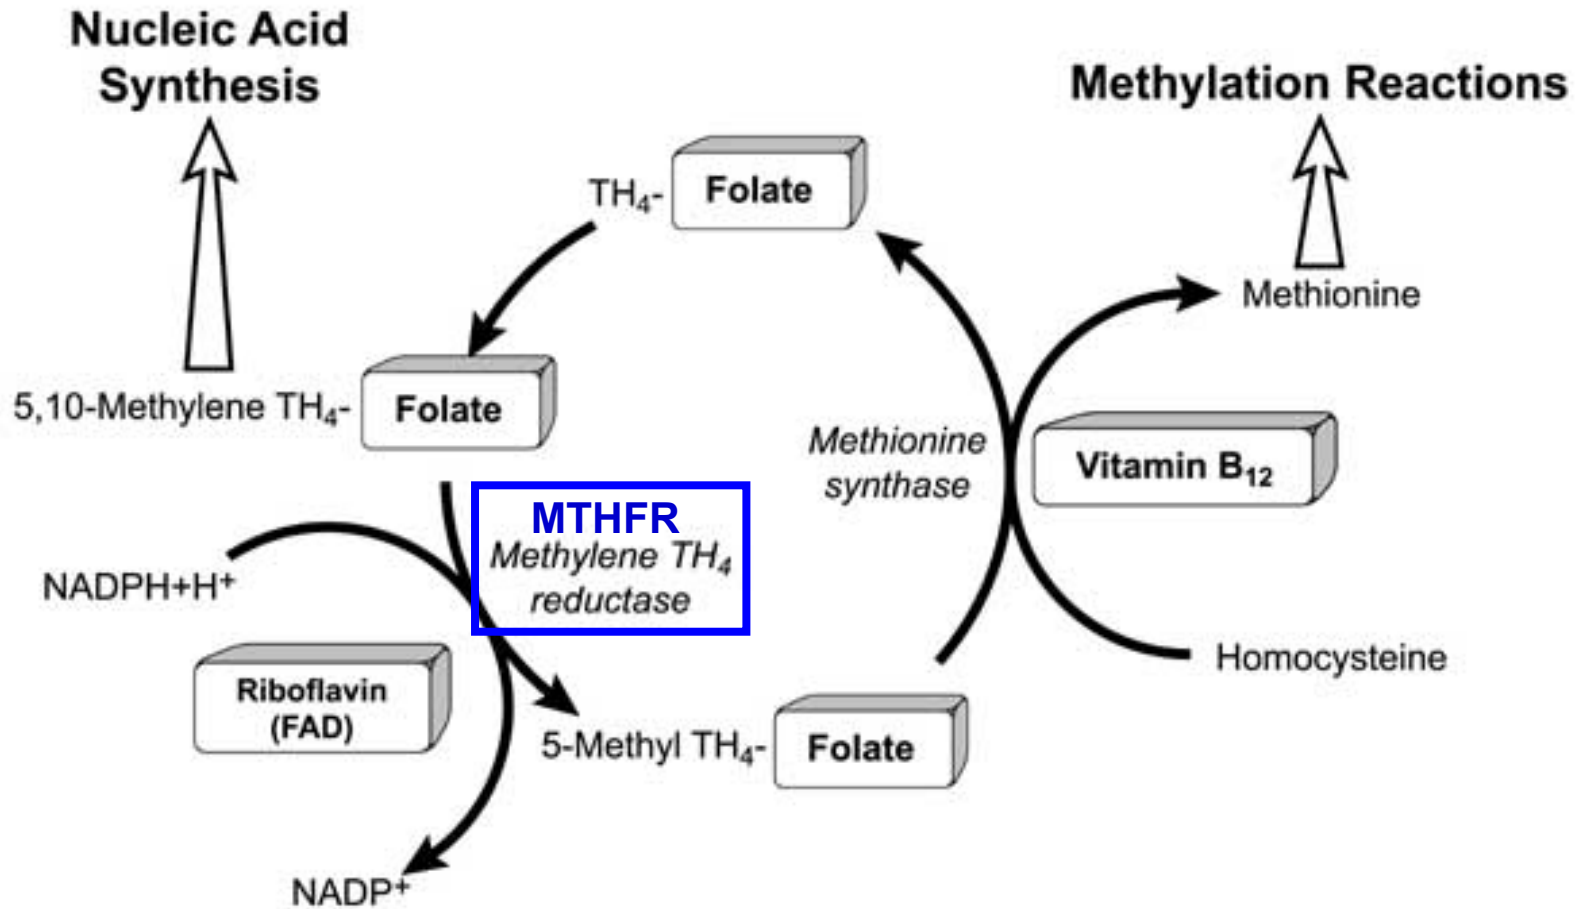 Nucleic Acid
Synthesis
Methylation Reactions
TH₄-
Folate
Methionine
5,10-Methylene TH₄-
Folate
Methionine
synthase
Vitamin B₁₂
MTHFR
Methylene TH₄
reductase
NADPH+H⁺
Homocysteine
Riboflavin
(FAD)
5-Methyl TH₄-
Folate
NADP⁺